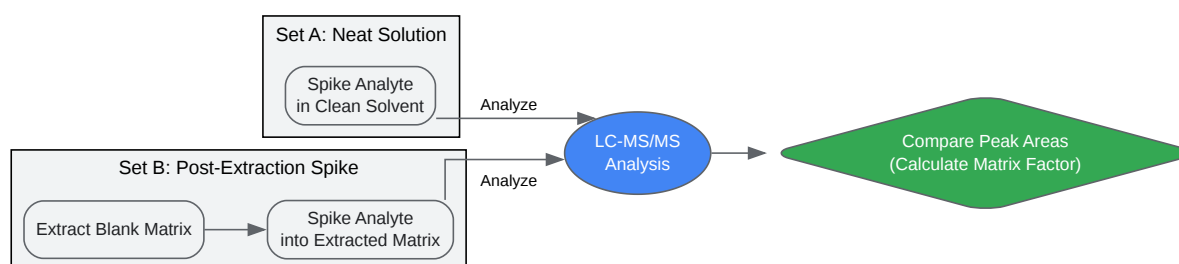 Set A: Neat Solution
Spike Analyte
in Clean Solvent
Analyze
Set B: Post-Extraction Spike
Extract Blank Matrix
Spike Analyte
into Extracted Matrix
Analyze
LC-MS/MS
Analysis
Compare Peak Areas
(Calculate Matrix Factor)